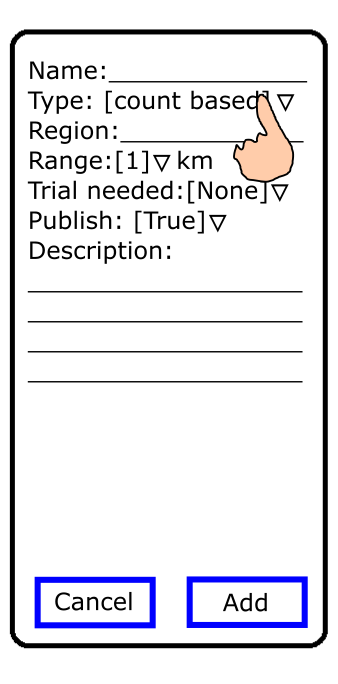 Name:
Type: [count based] ▽
Region:
Range:[1]▽ km
Trial needed:[None]▽
Publish: [True]▽
Description:
Cancel Add